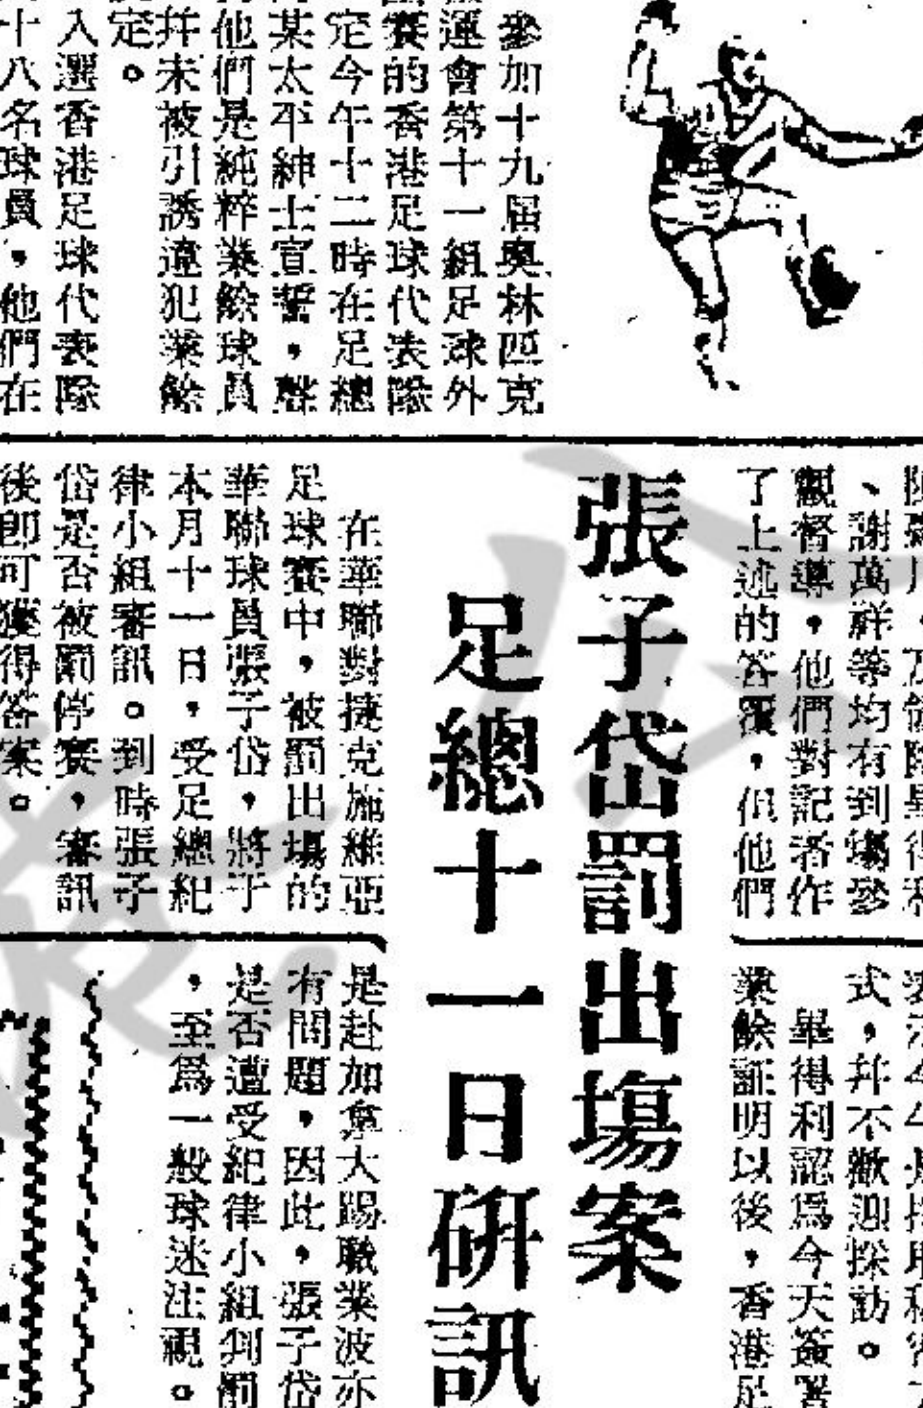 參加十九屆奧林匹克
運會第十一組足球外
賽的香港足球代表隊
定今午十二時在足總
某太平紳士宣誓，聲
他們是純粹業餘球員
幷未被引誘違犯業餘
定。
入選香港足球代表隊
十八名球員，他們在
、謝萬祥等均有到場參
觀督導，他們對記者作
了上述的答覆，但他們
張子岱罰出場案
足總十一日研訊
在華聯對捷克施維亞
足球賽中，被罰出場的
華聯球員張子岱，將于
本月十一日，受足總紀
律小組審訊。到時張子
岱是否被罰停賽，審訊
後即可獲得答案。
式，幷不歡迎採訪。
畢得利認爲今天簽署
業餘証明以後，香港足
是赴加拿大踢職業波亦
有問題，因此，張子岱
是否遭受紀律小組判罰
，至爲一般球迷注視。